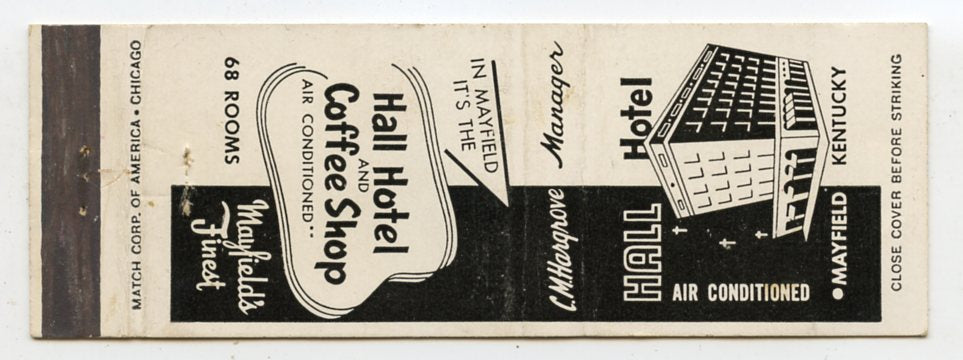 HALL Hotel
AIR CONDITIONED
●MAYFIELD KENTUCKY
CLOSE COVER BEFORE STRIKING
C.M. Hargrove Manager
IN MAYFIELD
IT'S THE
Hall Hotel
AND
Coffee Shop
AIR CONDITIONED..
68 ROOMS
Mayfield's
Finest
MATCH CORP. OF AMERICA • CHICAGO